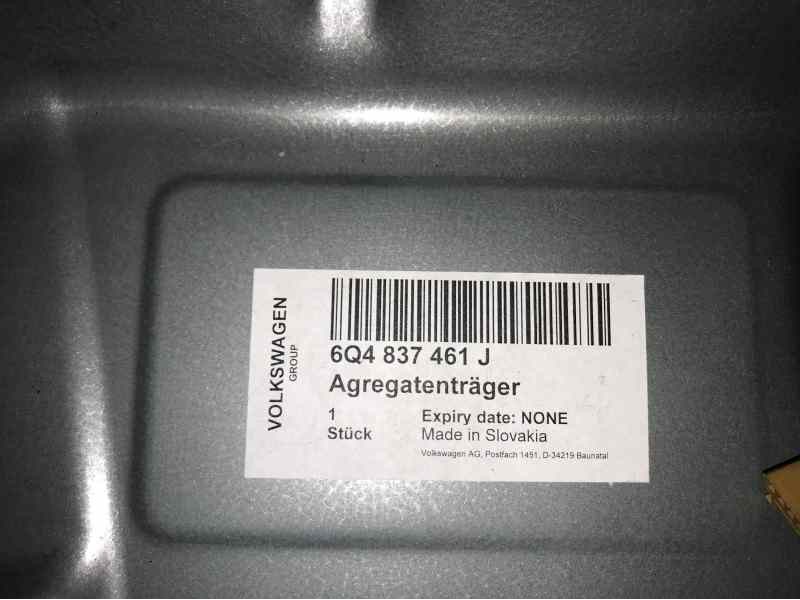 VOLKSWAGEN
GROUP
6Q4 837 461 J
Agregatenträger
1 Expiry date: NONE
Stück Made in Slovakia
Volkswagen AG, Postfach 1451, D-34219 Baunatal